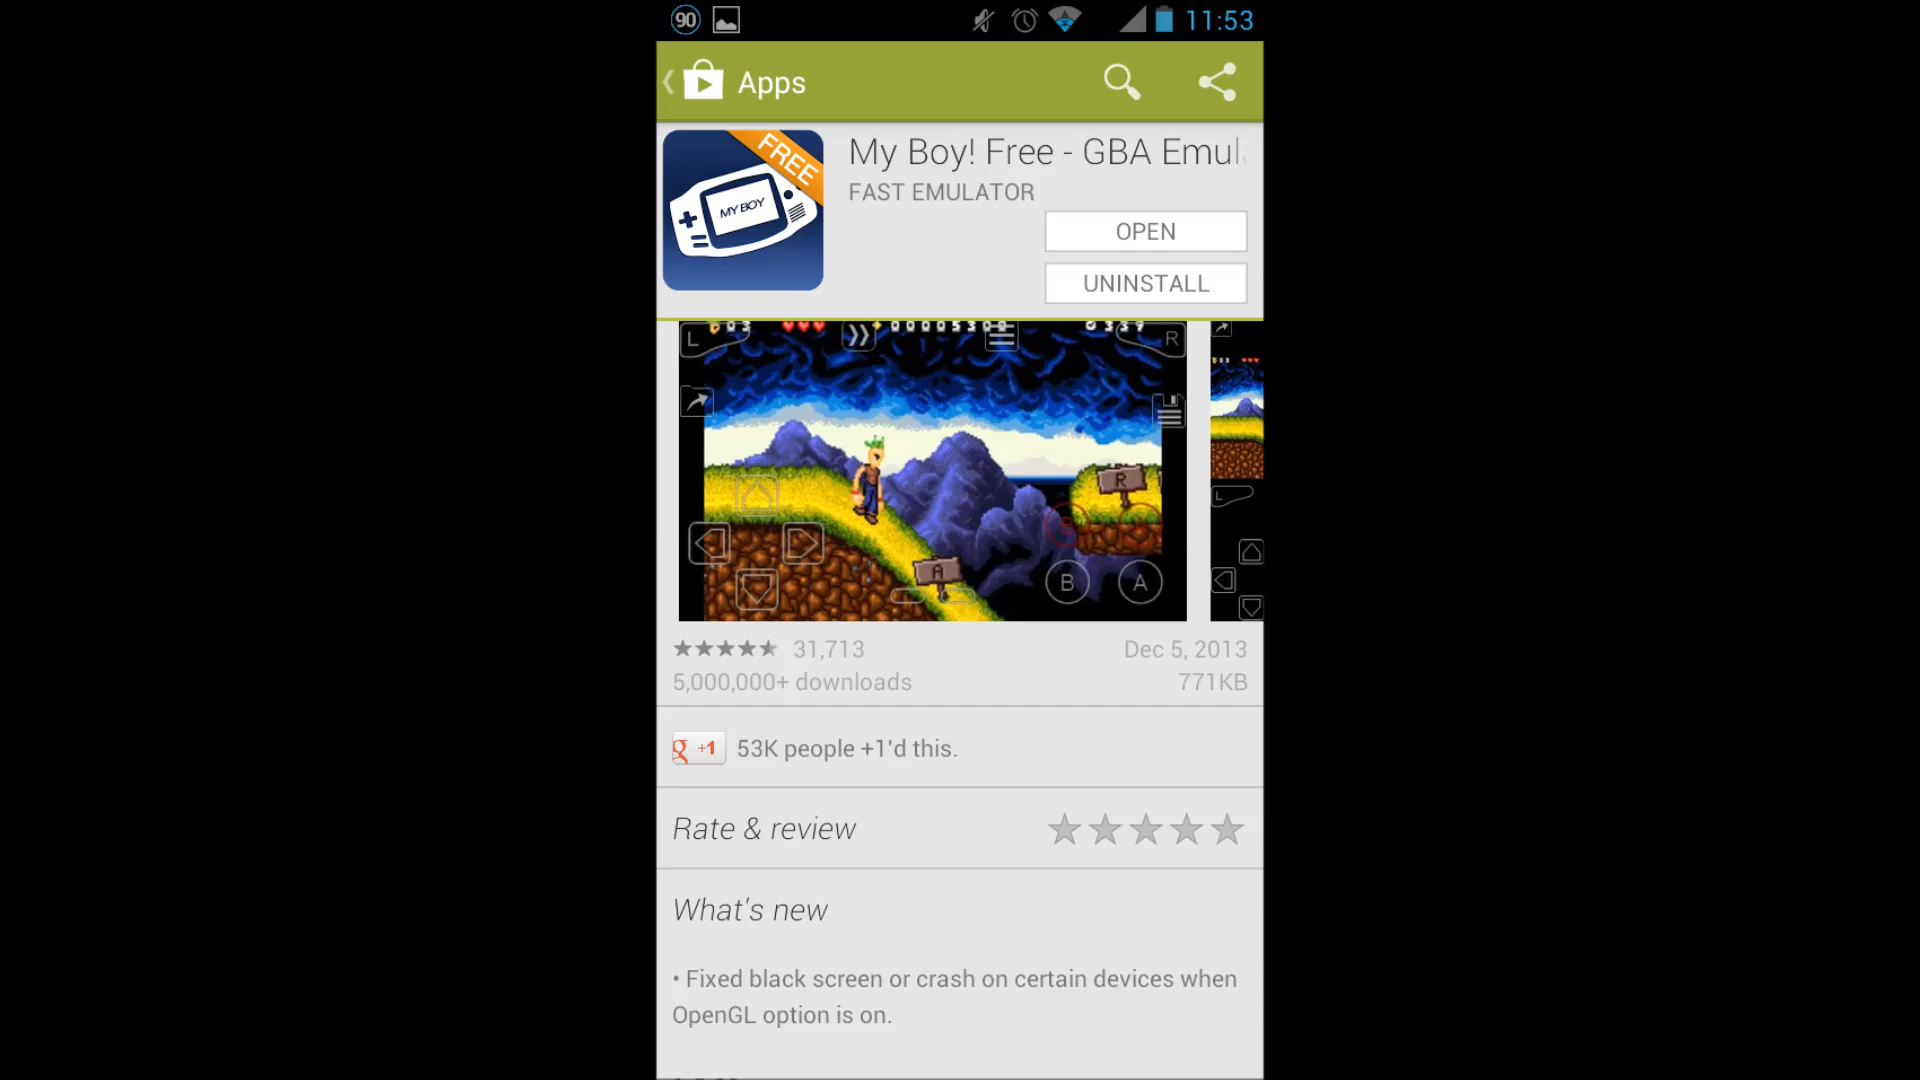 90 11:53
Apps
FREE
MY BOY
My Boy! Free - GBA Emul
FAST EMULATOR
OPEN
UNINSTALL
L R
R
A
B A
L
31,713 Dec 5, 2013
5,000,000+ downloads 771KB
g +1 53K people +1'd this.
Rate & review
What's new
• Fixed black screen or crash on certain devices when
OpenGL option is on.